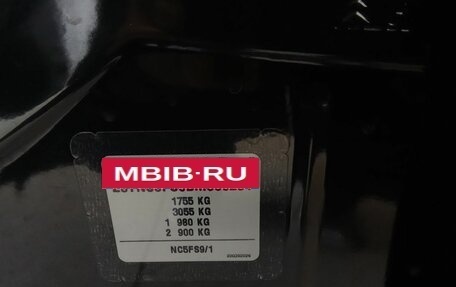 MBIB·RU
1755 KG
3055 KG
1 980 KG
2 900 KG
NC5FS9/1